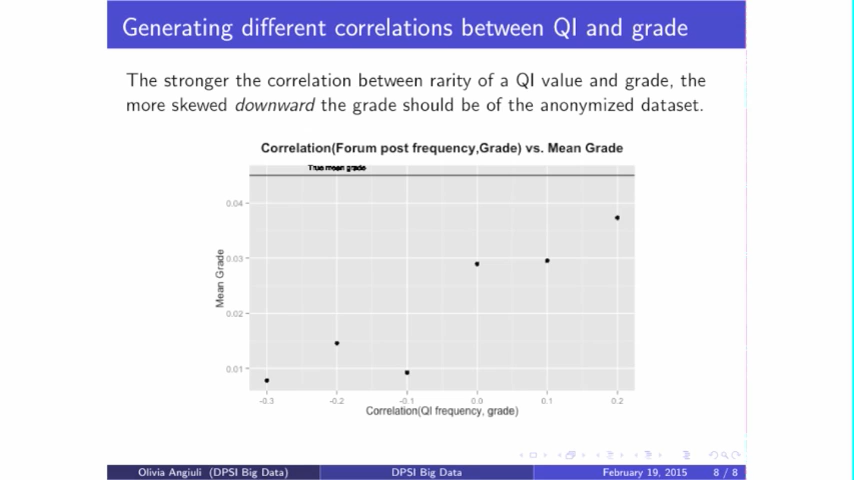 Generating different correlations between QI and grade
The stronger the correlation between rarity of a QI value and grade, the
more skewed downward the grade should be of the anonymized dataset.
Correlation(Forum post frequency,Grade) vs. Mean Grade
True mean grade
0.04
0.03
0.02
0.01
Mean Grade
-0.3 -0.2 -0.1 0.0 0.1 0.2
Correlation(QI frequency, grade)
Olivia Angiuli (DPSI Big Data) DPSI Big Data February 19, 2015 8 / 8